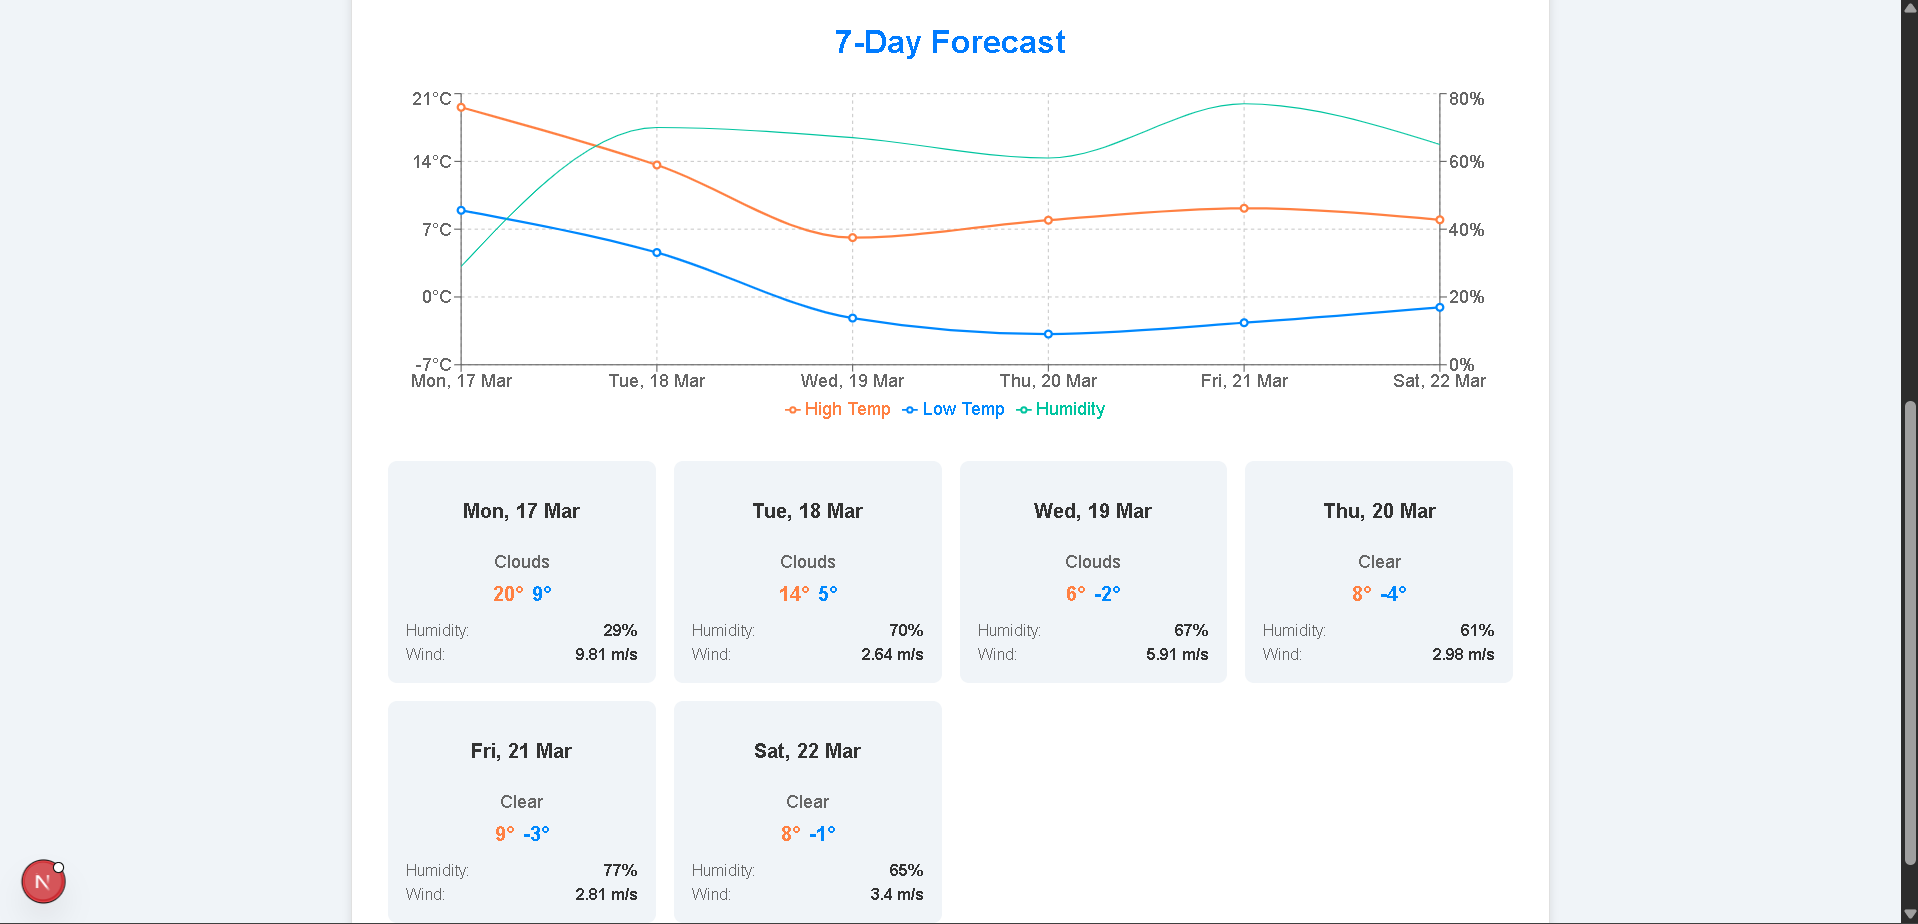 7-Day Forecast
21°C 80%
14°C 60%
7°C 40%
0°C 20%
-7°C 0%
Mon, 17 Mar Tue, 18 Mar Wed, 19 Mar Thu, 20 Mar Fri, 21 Mar Sat, 22 Mar
High Temp Low Temp Humidity
Mon, 17 Mar
Clouds
20° 9°
Humidity: 29%
Wind: 9.81 m/s
Tue, 18 Mar
Clouds
14° 5°
Humidity: 70%
Wind: 2.64 m/s
Wed, 19 Mar
Clouds
6° -2°
Humidity: 67%
Wind: 5.91 m/s
Thu, 20 Mar
Clear
8° -4°
Humidity: 61%
Wind: 2.98 m/s
Fri, 21 Mar
Clear
9° -3°
Humidity: 77%
Wind: 2.81 m/s
Sat, 22 Mar
Clear
8° -1°
Humidity: 65%
Wind: 3.4 m/s
N